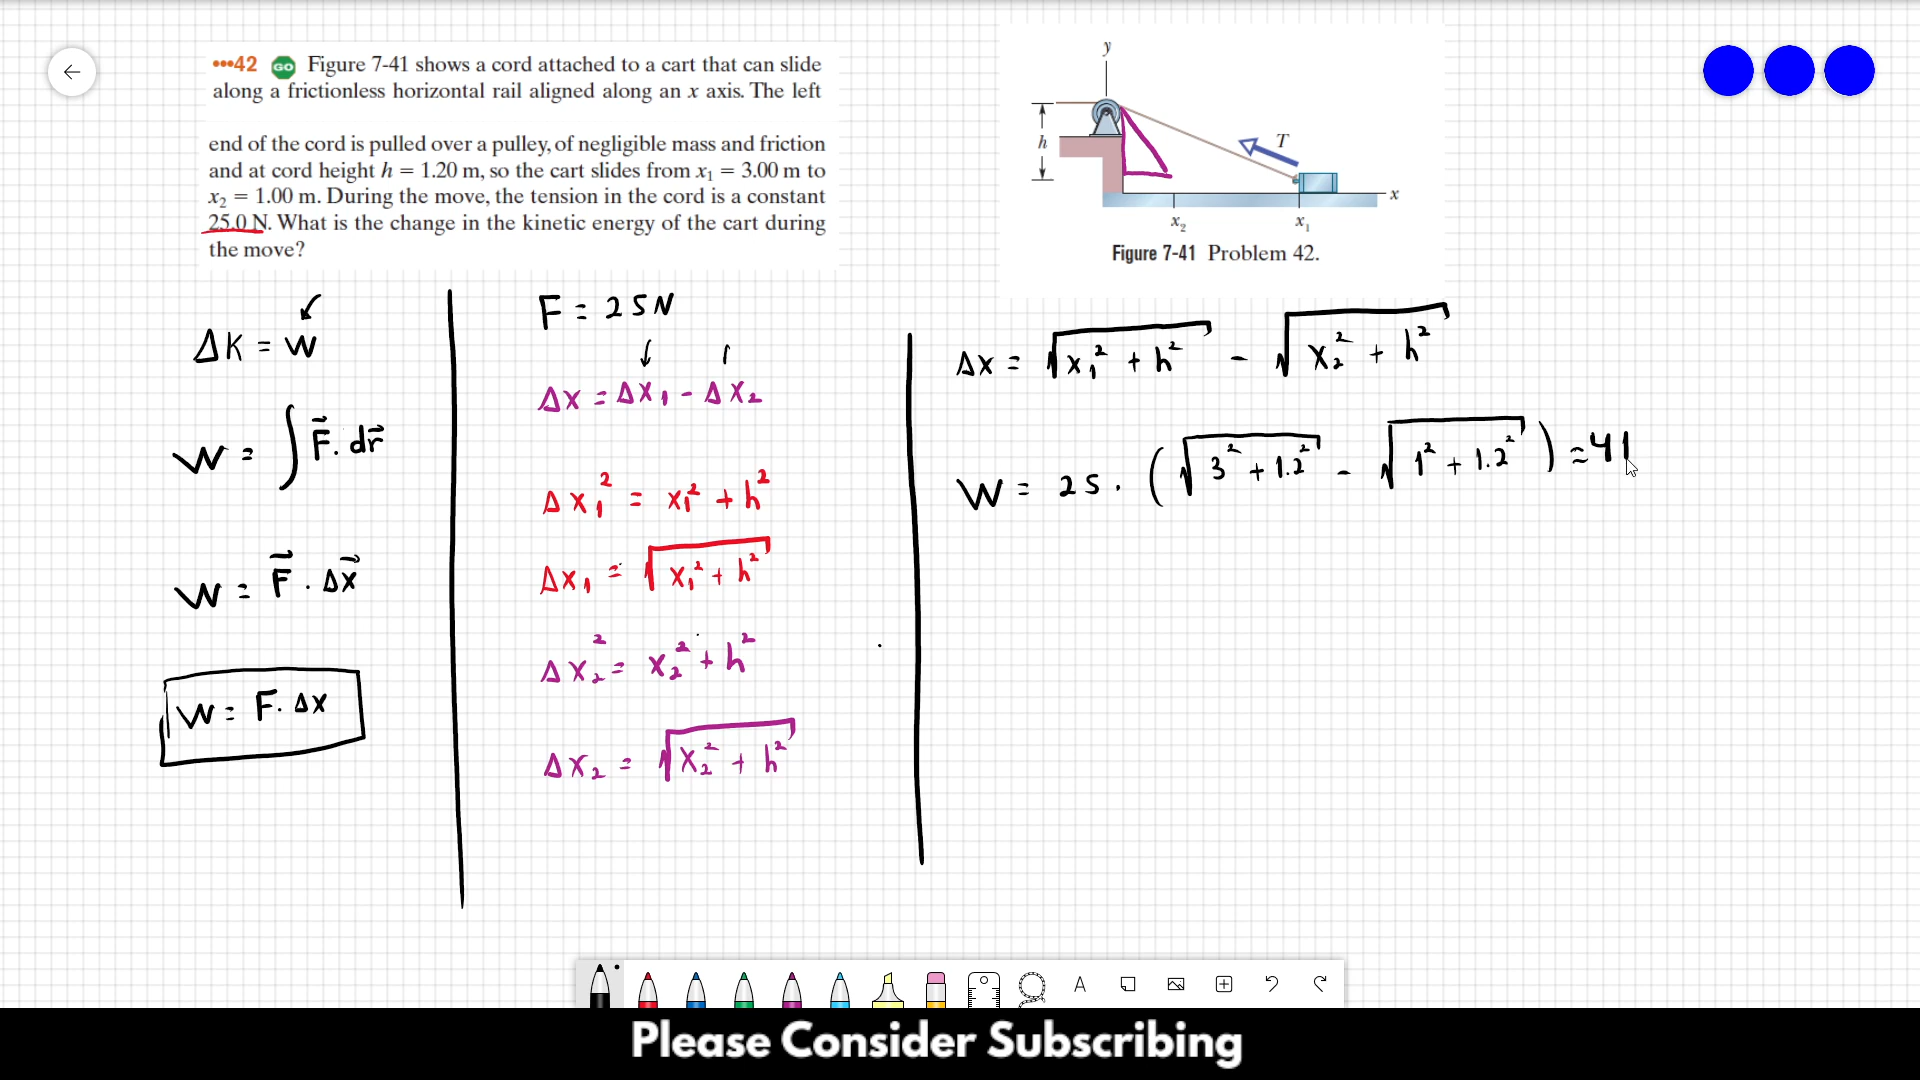 •••42 GO Figure 7-41 shows a cord attached to a cart that can slide
along a frictionless horizontal rail aligned along an x axis. The left
end of the cord is pulled over a pulley, of negligible mass and friction
and at cord height h = 1.20 m, so the cart slides from x₁ = 3.00 m to
x₂ = 1.00 m. During the move, the tension in the cord is a constant
25.0 N. What is the change in the kinetic energy of the cart during
the move?
y
h
T
x
x₂ x₁
Figure 7-41 Problem 42.
ΔK = W
W = ∫ F⃗ . dr⃗
W = F⃗ . Δx⃗
W = F. Δx
F = 25N
Δx = Δx₁ - Δx₂
Δx₁² = x₁² + h²
Δx₁ = √(x₁² + h²)
Δx₂² = x₂² + h²
Δx₂ = √(x₂² + h²)
Δx = √(x₁² + h²) - √(x₂² + h²)
W = 25 . (√(3² + 1.2²) - √(1² + 1.2²)) ≈ 41
A
Please Consider Subscribing